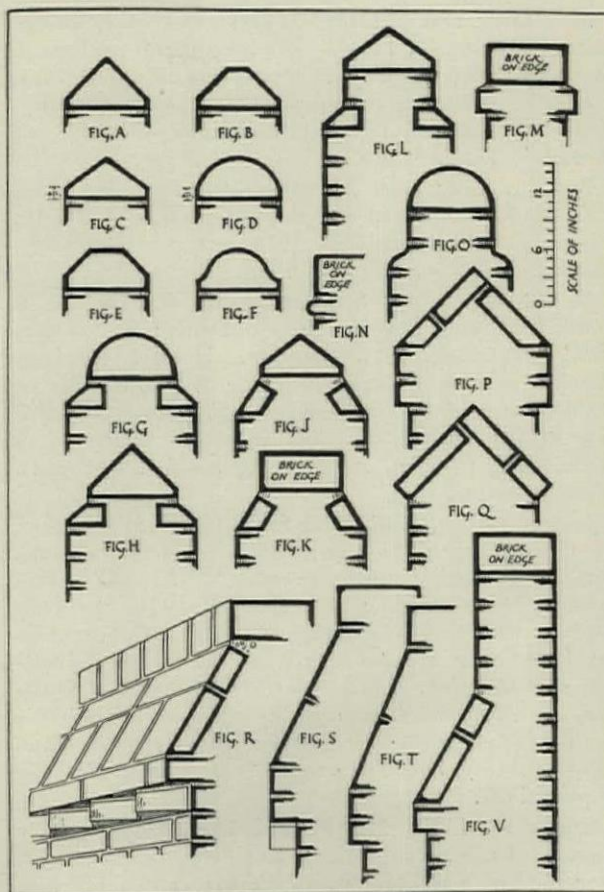 FIG. A
FIG. B
FIG. L
BRICK
ON EDGE
FIG. M
FIG. C
FIG. D
FIG. O
12
6
0
SCALE OF INCHES
FIG. E
FIG. F
BRICK
ON
EDGE
FIG. N
FIG. G
FIG. J
FIG. P
FIG. H
BRICK
ON EDGE
FIG. K
FIG. Q
BRICK
ON EDGE
FIG. R
FIG. S
FIG. T
FIG. V